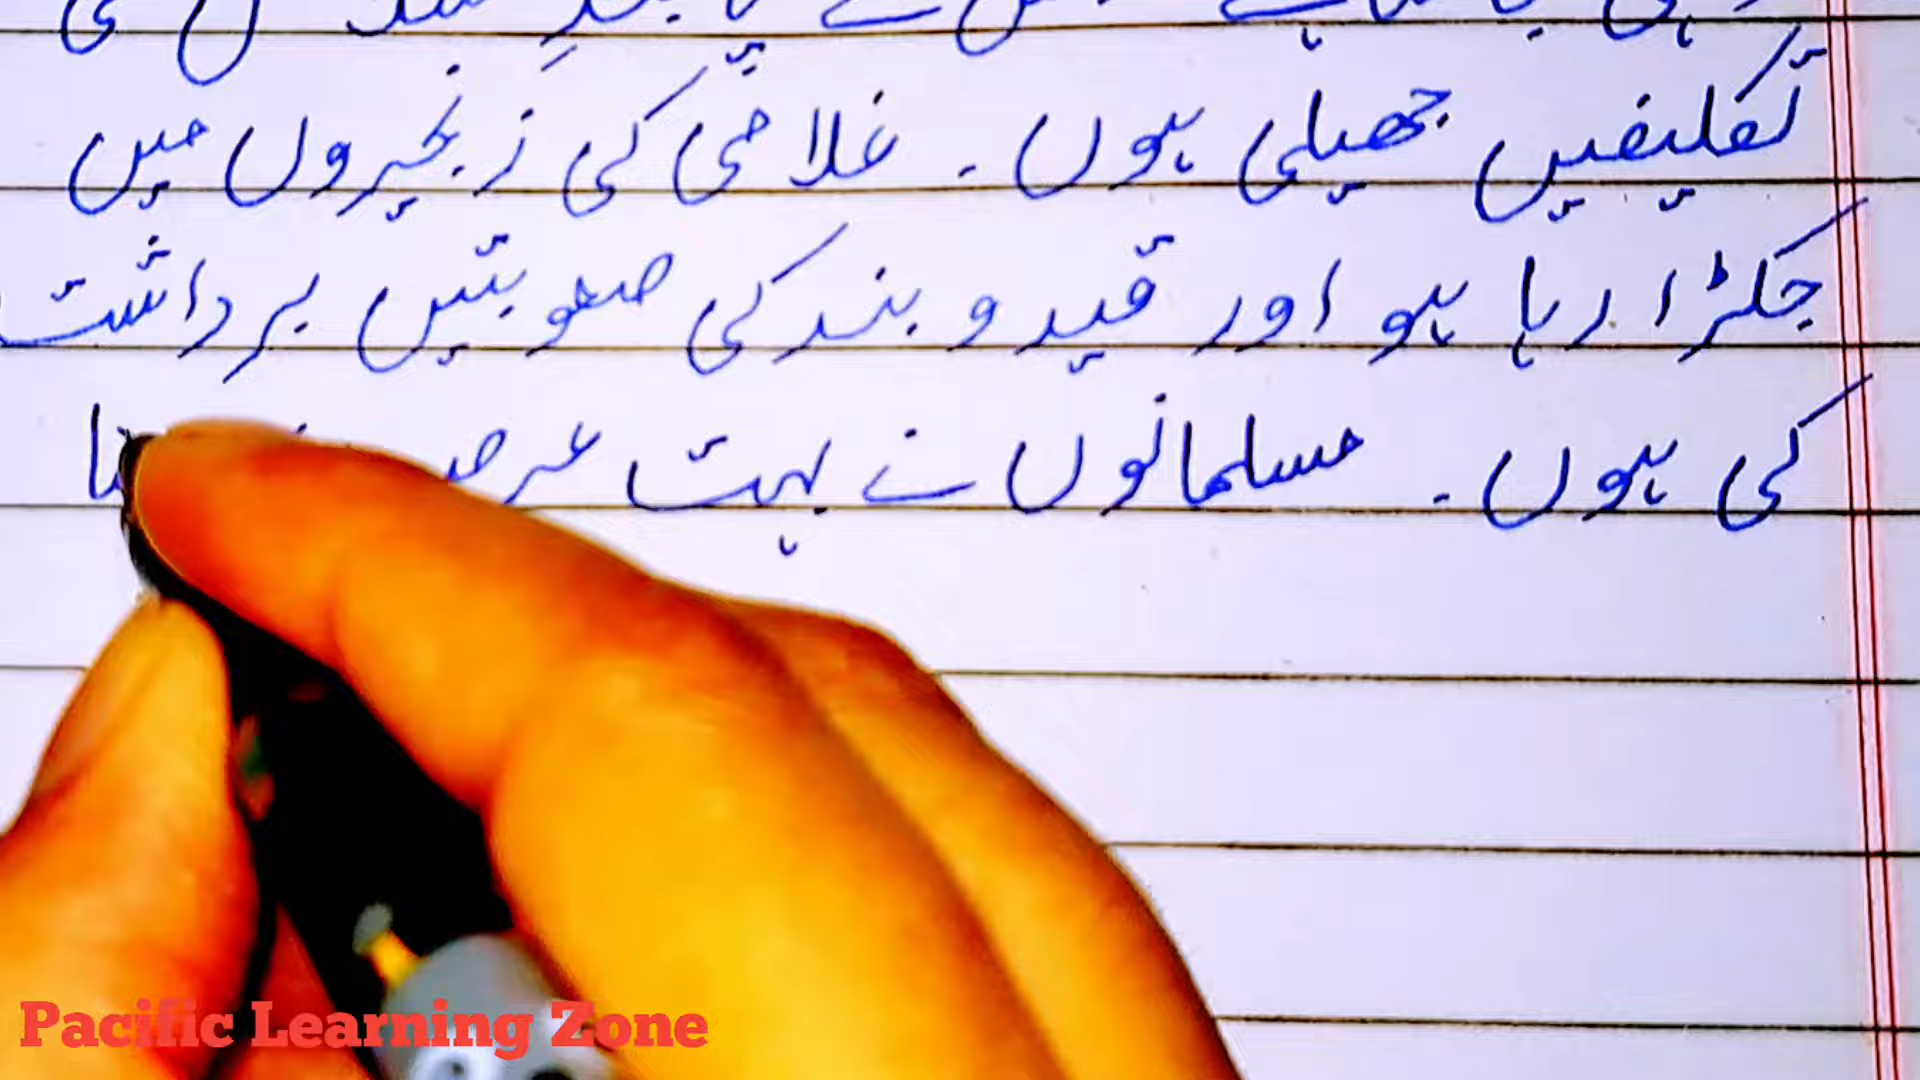 تکلیفیں جھیلی ہوں۔ غلامی کی زنجیروں میں
جکڑا رہا ہو اور قید و بند کی صعوبتیں برداشت
کی ہوں۔ مسلمانوں نے بہت عرصہ
Pacific Learning Zone